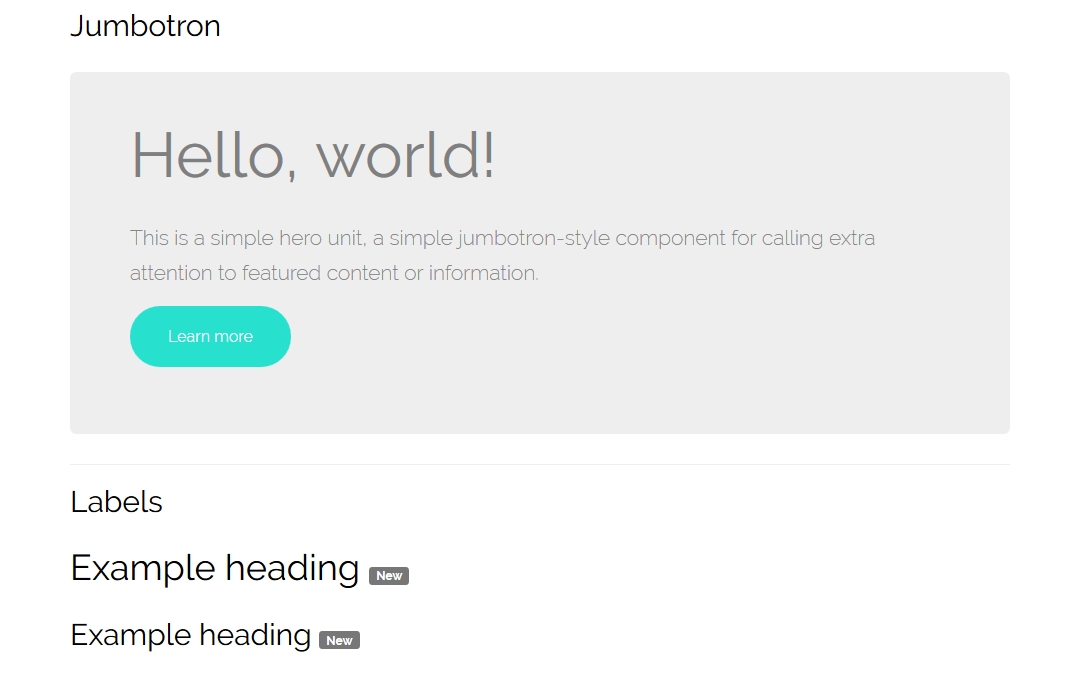 Jumbotron
Hello, world!
This is a simple hero unit, a simple jumbotron-style component for calling extra
attention to featured content or information.
Learn more
Labels
Example heading New
Example heading New